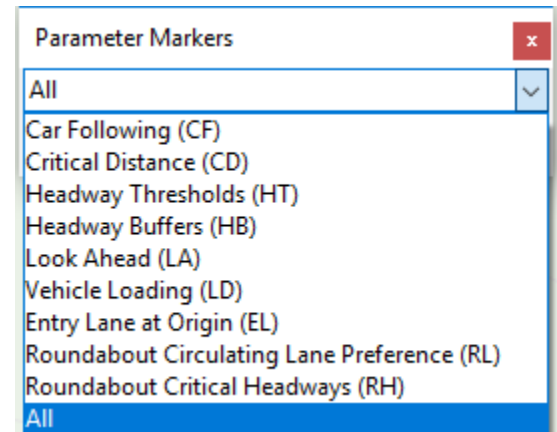 Parameter Markers
x
All
Car Following (CF)
Critical Distance (CD)
Headway Thresholds (HT)
Headway Buffers (HB)
Look Ahead (LA)
Vehicle Loading (LD)
Entry Lane at Origin (EL)
Roundabout Circulating Lane Preference (RL)
Roundabout Critical Headways (RH)
All